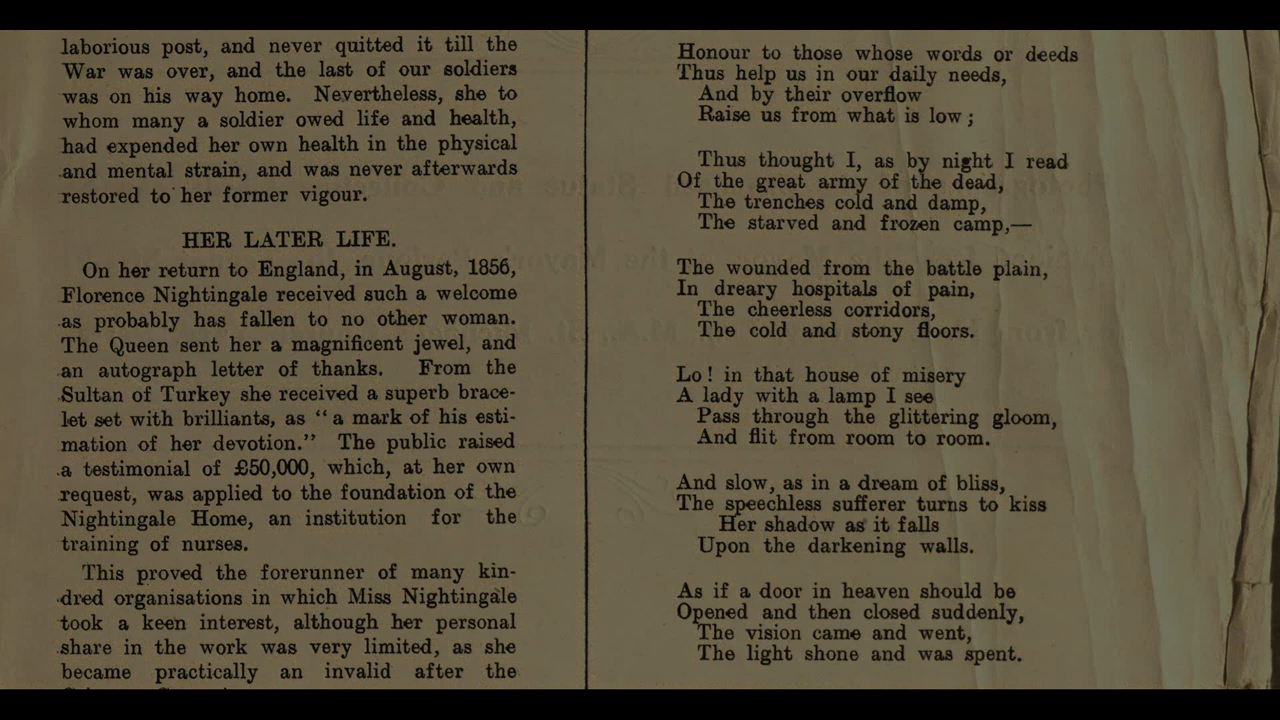 laborious post, and never quitted it till the
War was over, and the last of our soldiers
was on his way home. Nevertheless, she to
whom many a soldier owed life and health,
had expended her own health in the physical
and mental strain, and was never afterwards
restored to her former vigour.
HER LATER LIFE.
On her return to England, in August, 1856,
Florence Nightingale received such a welcome
as probably has fallen to no other woman.
The Queen sent her a magnificent jewel, and
an autograph letter of thanks. From the
Sultan of Turkey she received a superb brace-
let set with brilliants, as "a mark of his esti-
mation of her devotion." The public raised
a testimonial of £50,000, which, at her own
request, was applied to the foundation of the
Nightingale Home, an institution for the
training of nurses.
This proved the forerunner of many kin-
dred organisations in which Miss Nightingale
took a keen interest, although her personal
share in the work was very limited, as she
became practically an invalid after the
Honour to those whose words or deeds
Thus help us in our daily needs,
And by their overflow
Raise us from what is low;
Thus thought I, as by night I read
Of the great army of the dead,
The trenches cold and damp,
The starved and frozen camp,—
The wounded from the battle plain,
In dreary hospitals of pain,
The cheerless corridors,
The cold and stony floors.
Lo! in that house of misery
A lady with a lamp I see
Pass through the glittering gloom,
And flit from room to room.
And slow, as in a dream of bliss,
The speechless sufferer turns to kiss
Her shadow as it falls
Upon the darkening walls.
As if a door in heaven should be
Opened and then closed suddenly,
The vision came and went,
The light shone and was spent.